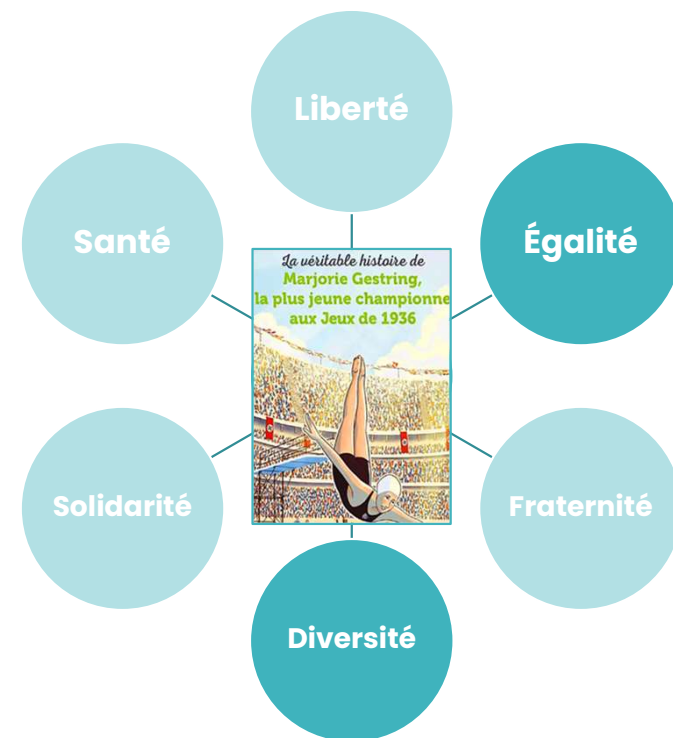 Liberté
Santé
Égalité
La véritable histoire de
Marjorie Gestring,
la plus jeune championne
aux Jeux de 1936
Solidarité
Fraternité
Diversité